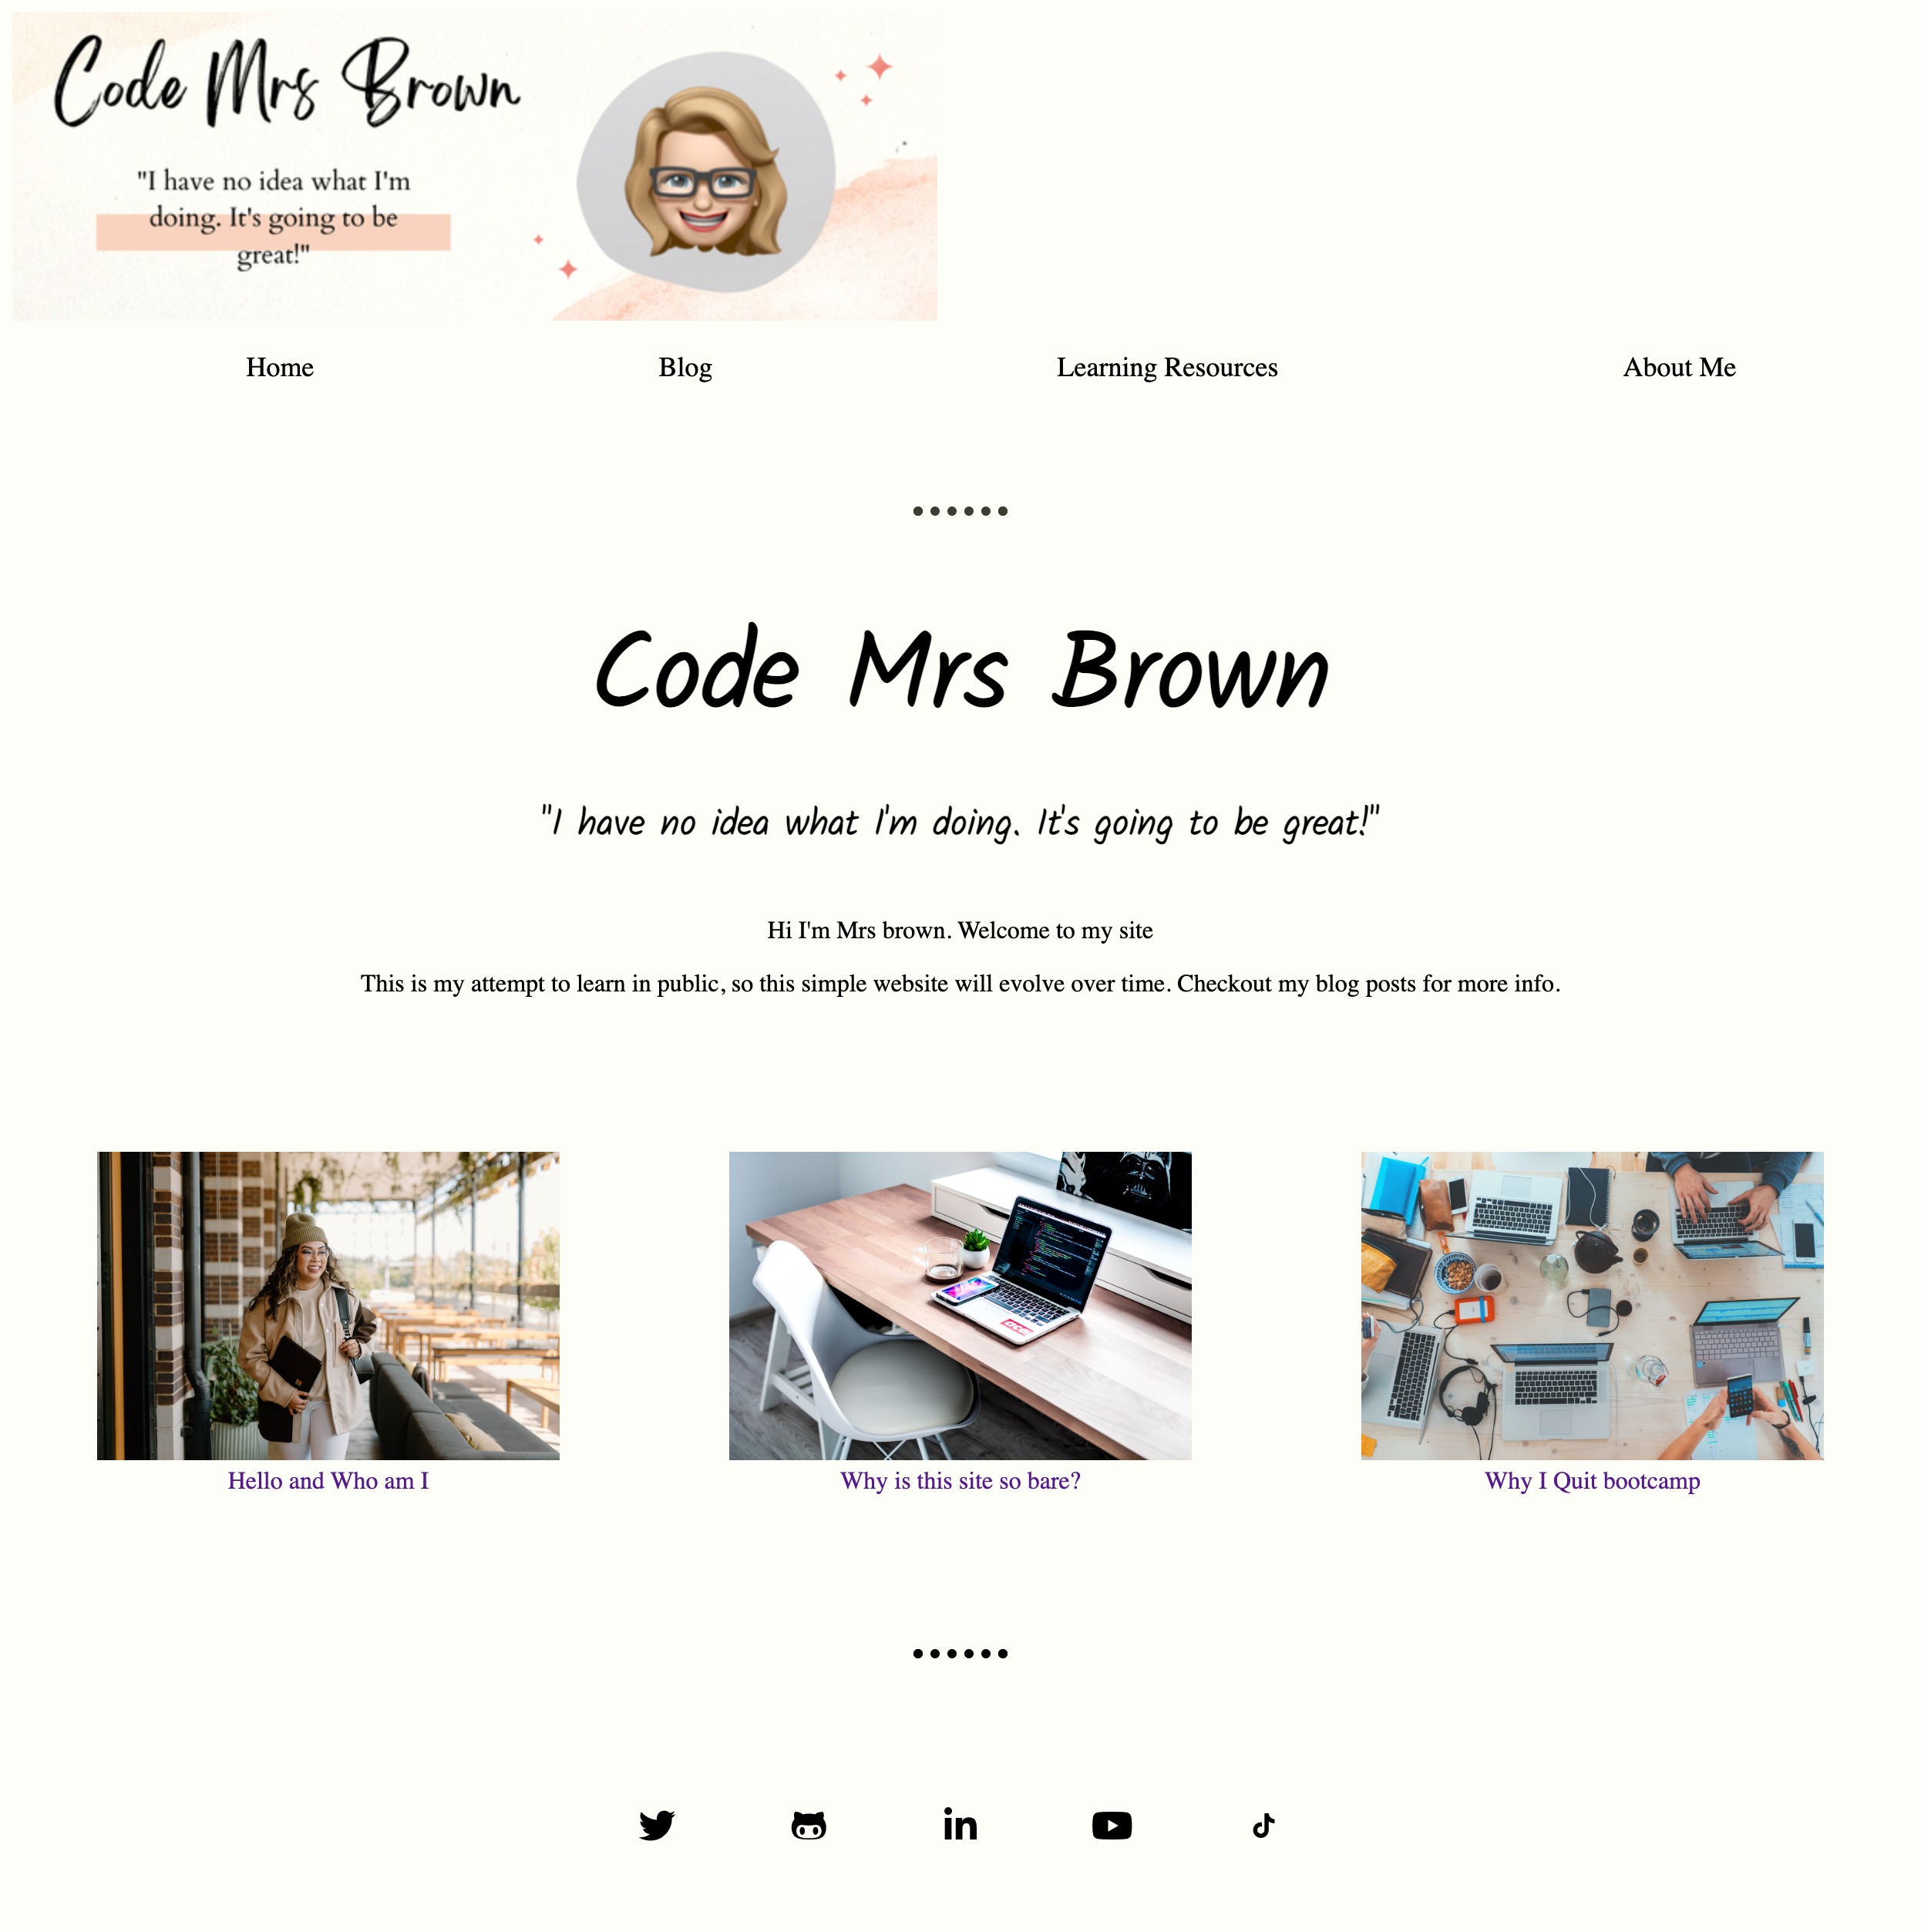 Code Mrs Brown
"I have no idea what I'm
doing. It's going to be
great!"
Home Blog Learning Resources About Me
Code Mrs Brown
"I have no idea what I'm doing. It's going to be great!"
Hi I'm Mrs brown. Welcome to my site
This is my attempt to learn in public, so this simple website will evolve over time. Checkout my blog posts for more info.
Hello and Who am I
Why is this site so bare?
Why I Quit bootcamp
in